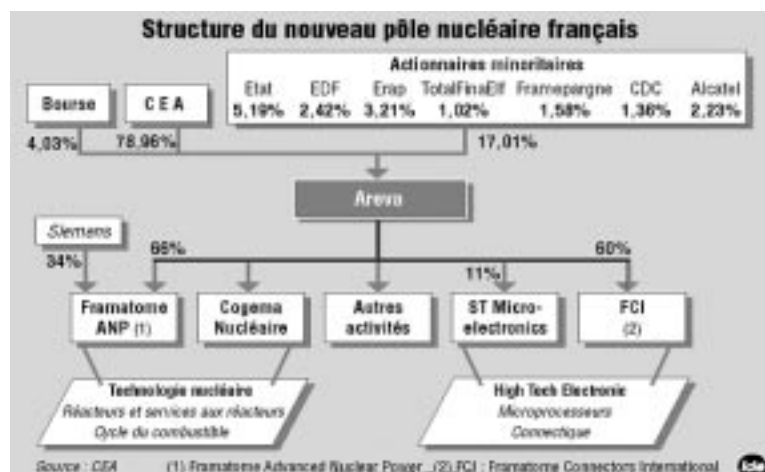 Structure du nouveau pôle nucléaire français
Actionnaires minoritaires
Etat EDF Erap TotalFinaElf Framepargne CDC Alcatel
5,19% 2,42% 3,21% 1,02% 1,58% 1,36% 2,23%
Bourse
CEA
4,03%
78,96%
17,01%
Areva
Siemens
34%
66%
11%
60%
Framatome
ANP (1)
Cogema
Nucléaire
Autres
activités
ST Micro-
electronics
FCI
(2)
Technologie nucléaire
Réacteurs et services aux réacteurs
Cycle du combustible
High Tech Electronic
Microprocesseurs
Connectique
Source : CEA (1) Framatome Advanced Nuclear Power (2) FCI : Framatome Connectors International